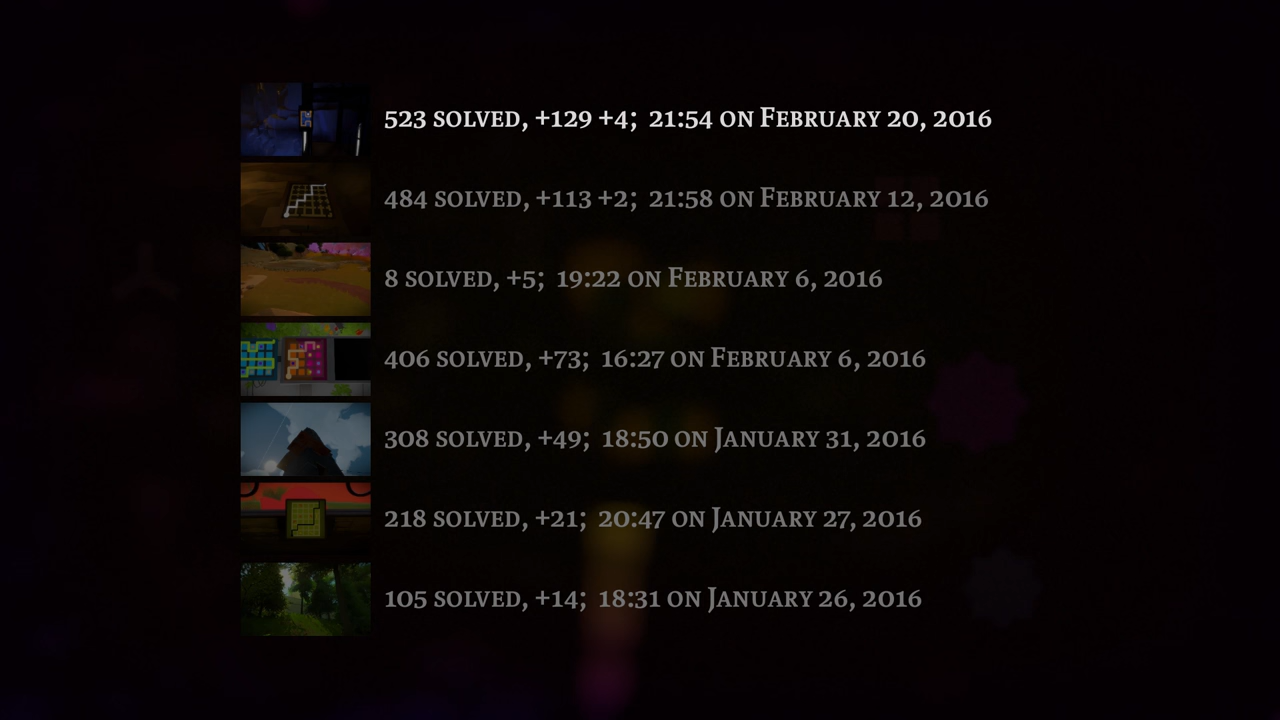 523 solved, +129 +4; 21:54 on February 20, 2016
484 solved, +113 +2; 21:58 on February 12, 2016
8 solved, +5; 19:22 on February 6, 2016
406 solved, +73; 16:27 on February 6, 2016
308 solved, +49; 18:50 on January 31, 2016
218 solved, +21; 20:47 on January 27, 2016
105 solved, +14; 18:31 on January 26, 2016